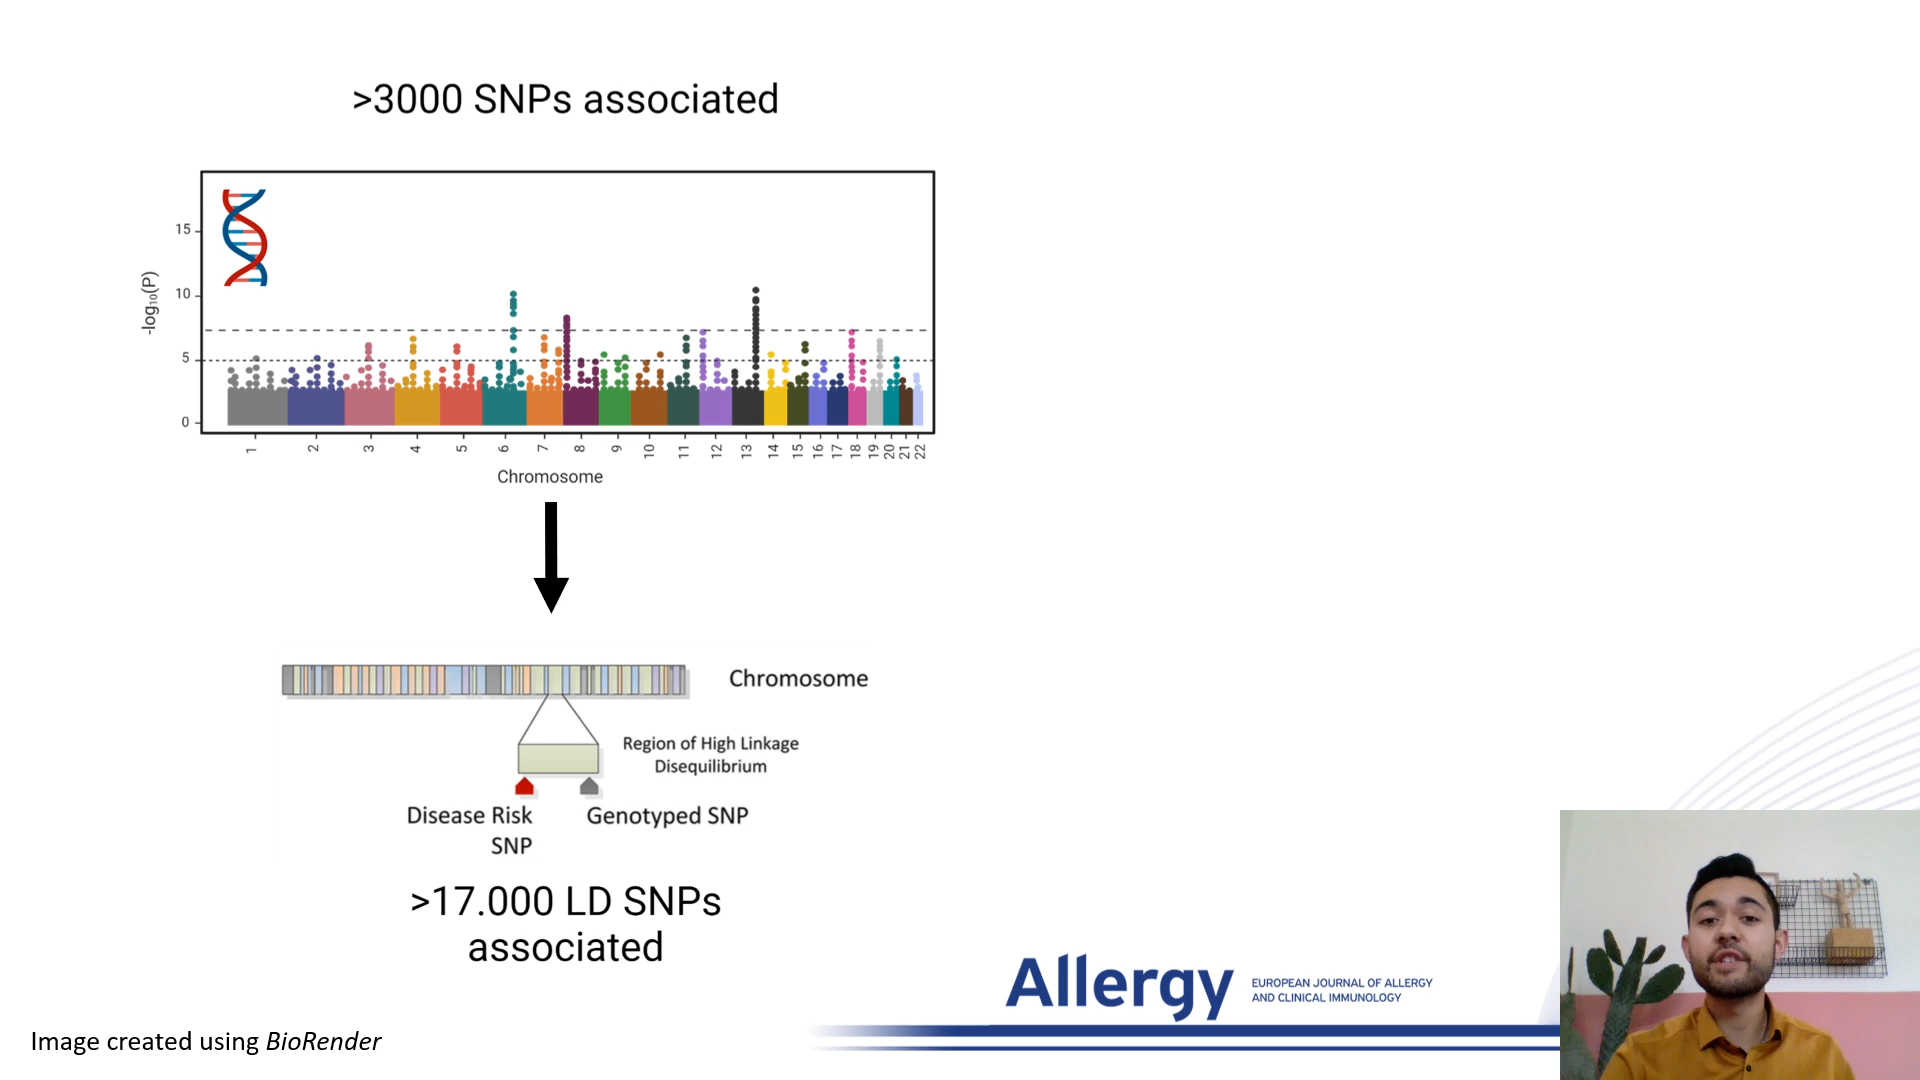 >3000 SNPs associated
15
10
5
0
-log₁₀(P)
1 2 3 4 5 6 7 8 9 10 11 12 13 14 15 16 17 18 19 20 21 22
Chromosome
Chromosome
Region of High Linkage
Disequilibrium
Disease Risk
SNP
Genotyped SNP
>17.000 LD SNPs
associated
Allergy
EUROPEAN JOURNAL OF ALLERGY
AND CLINICAL IMMUNOLOGY
Image created using BioRender